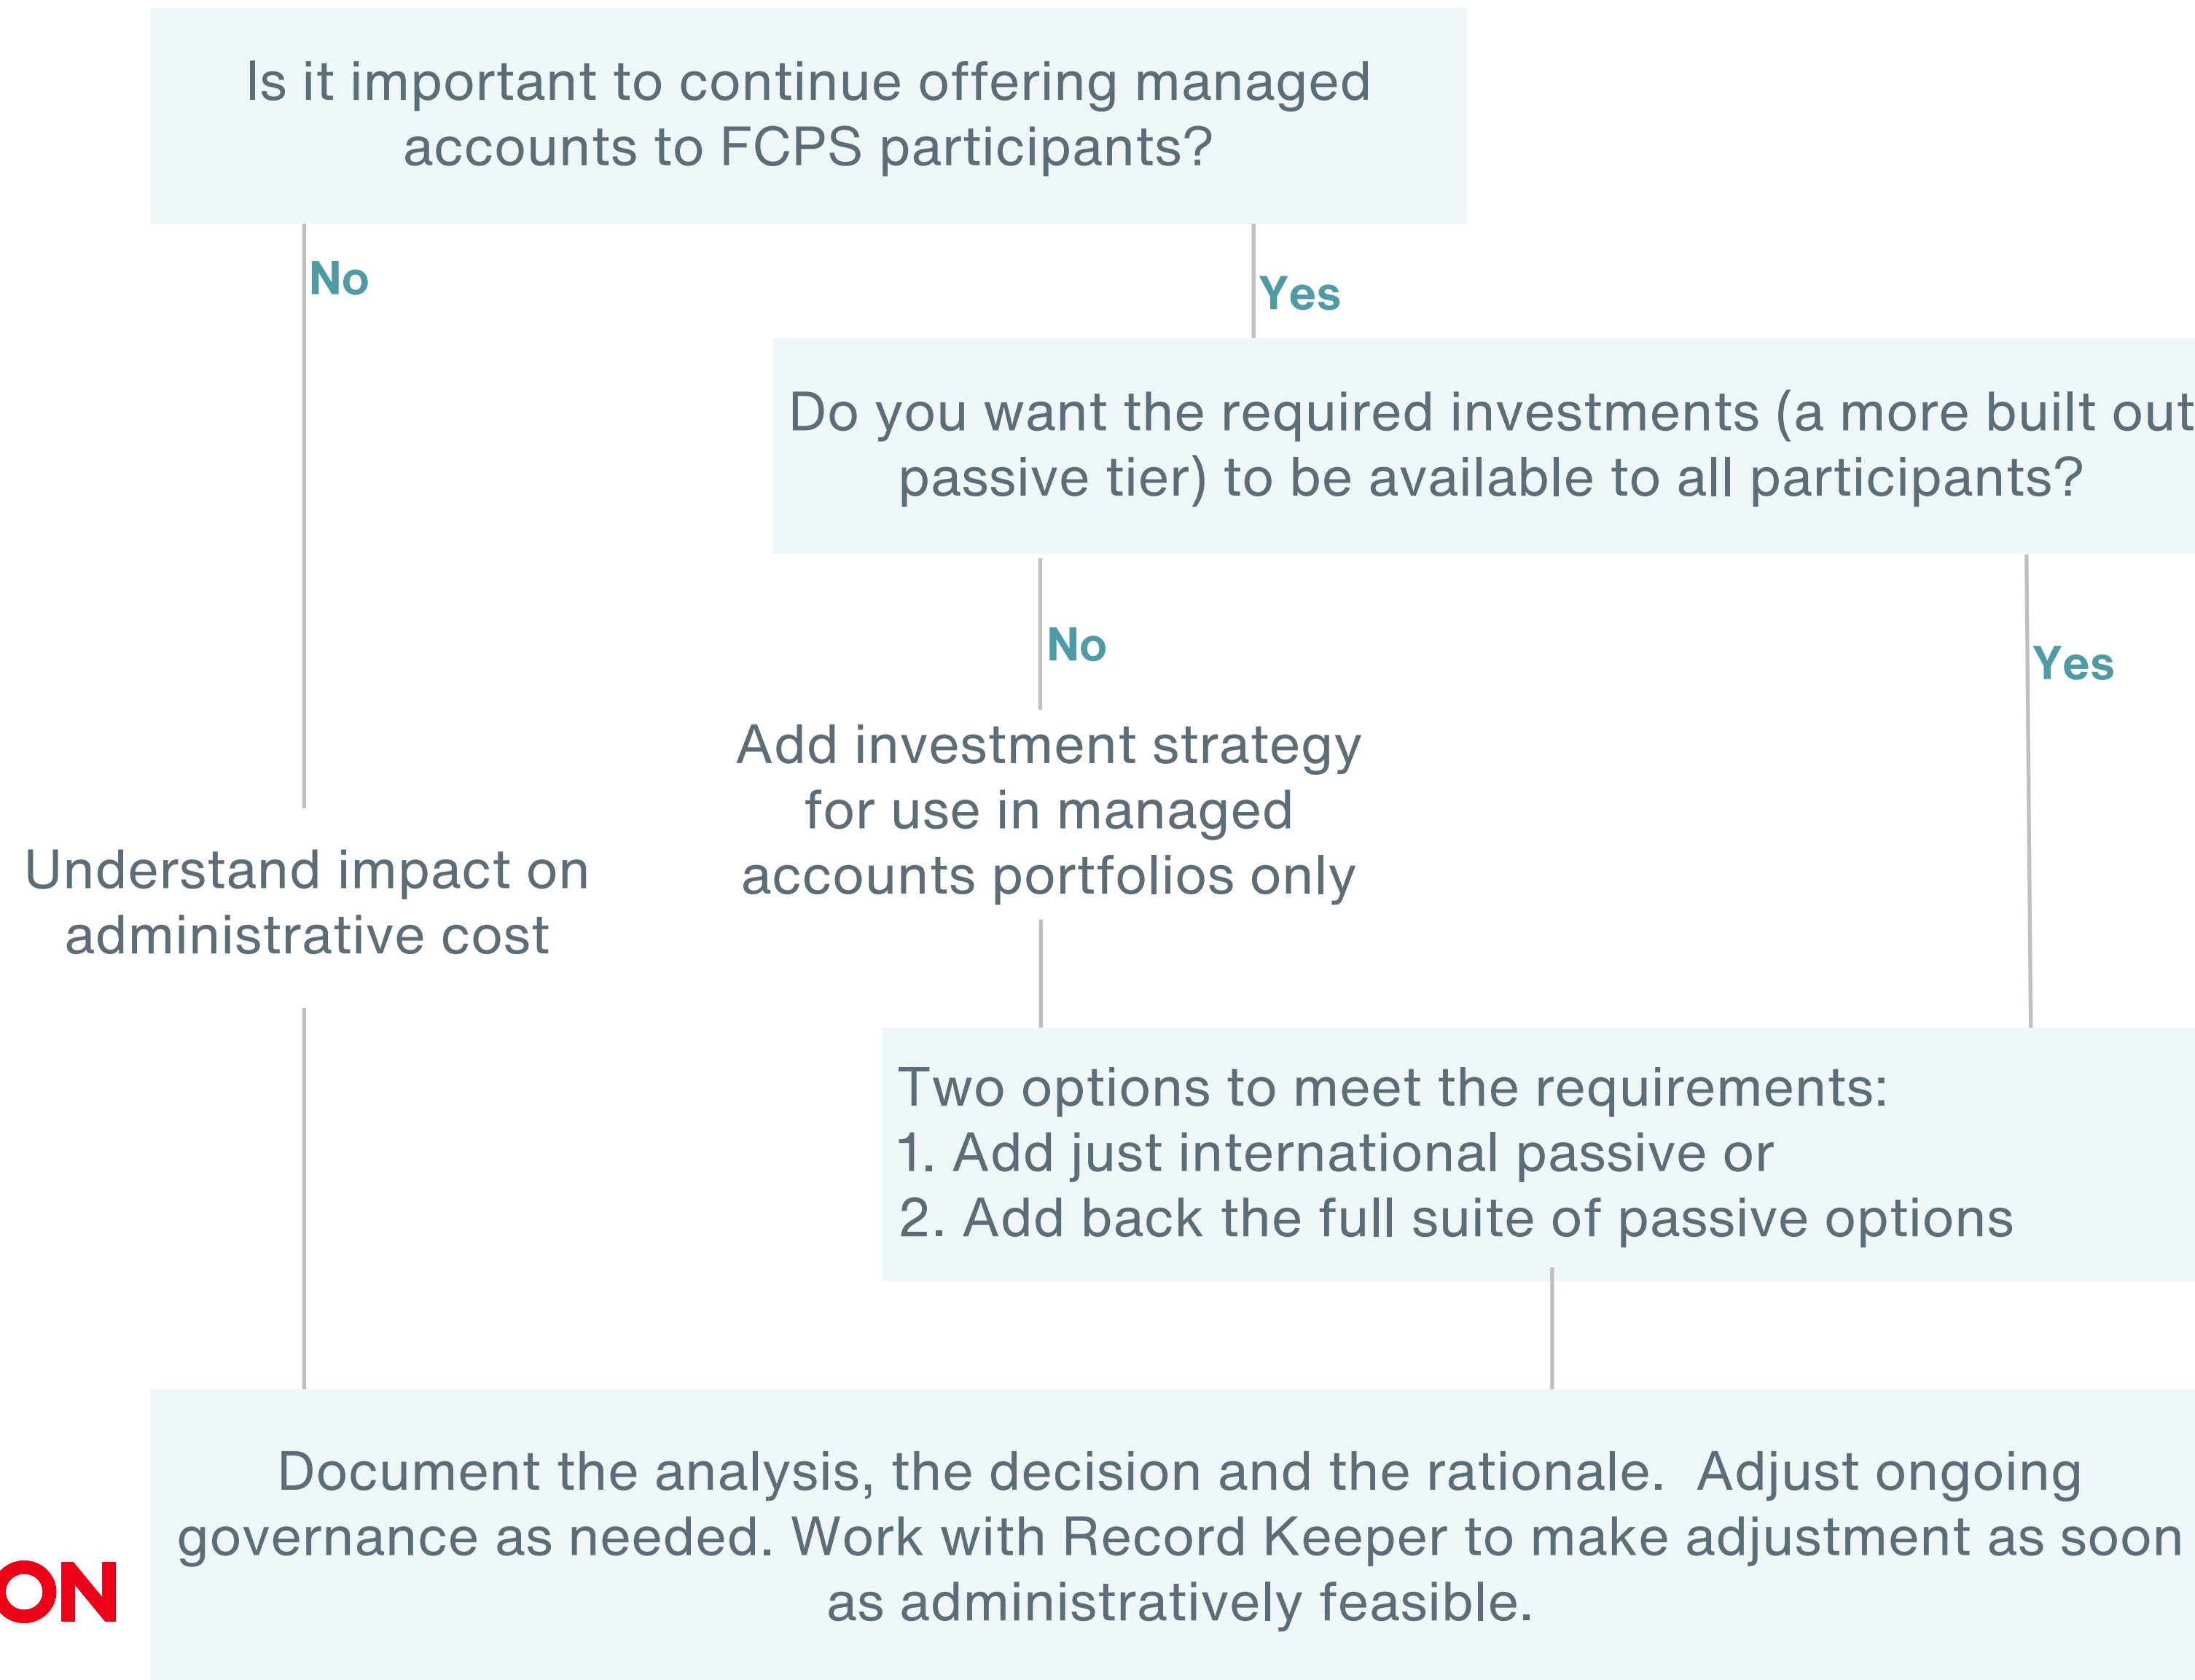 Is it important to continue offering managed
accounts to FCPS participants?
No
Yes
Do you want the required investments (a more built out
passive tier) to be available to all participants?
No
Yes
Add investment strategy
for use in managed
accounts portfolios only
Understand impact on
administrative cost
Two options to meet the requirements:
1. Add just international passive or
2. Add back the full suite of passive options
Document the analysis, the decision and the rationale.  Adjust ongoing
governance as needed. Work with Record Keeper to make adjustment as soon
as administratively feasible.
ON